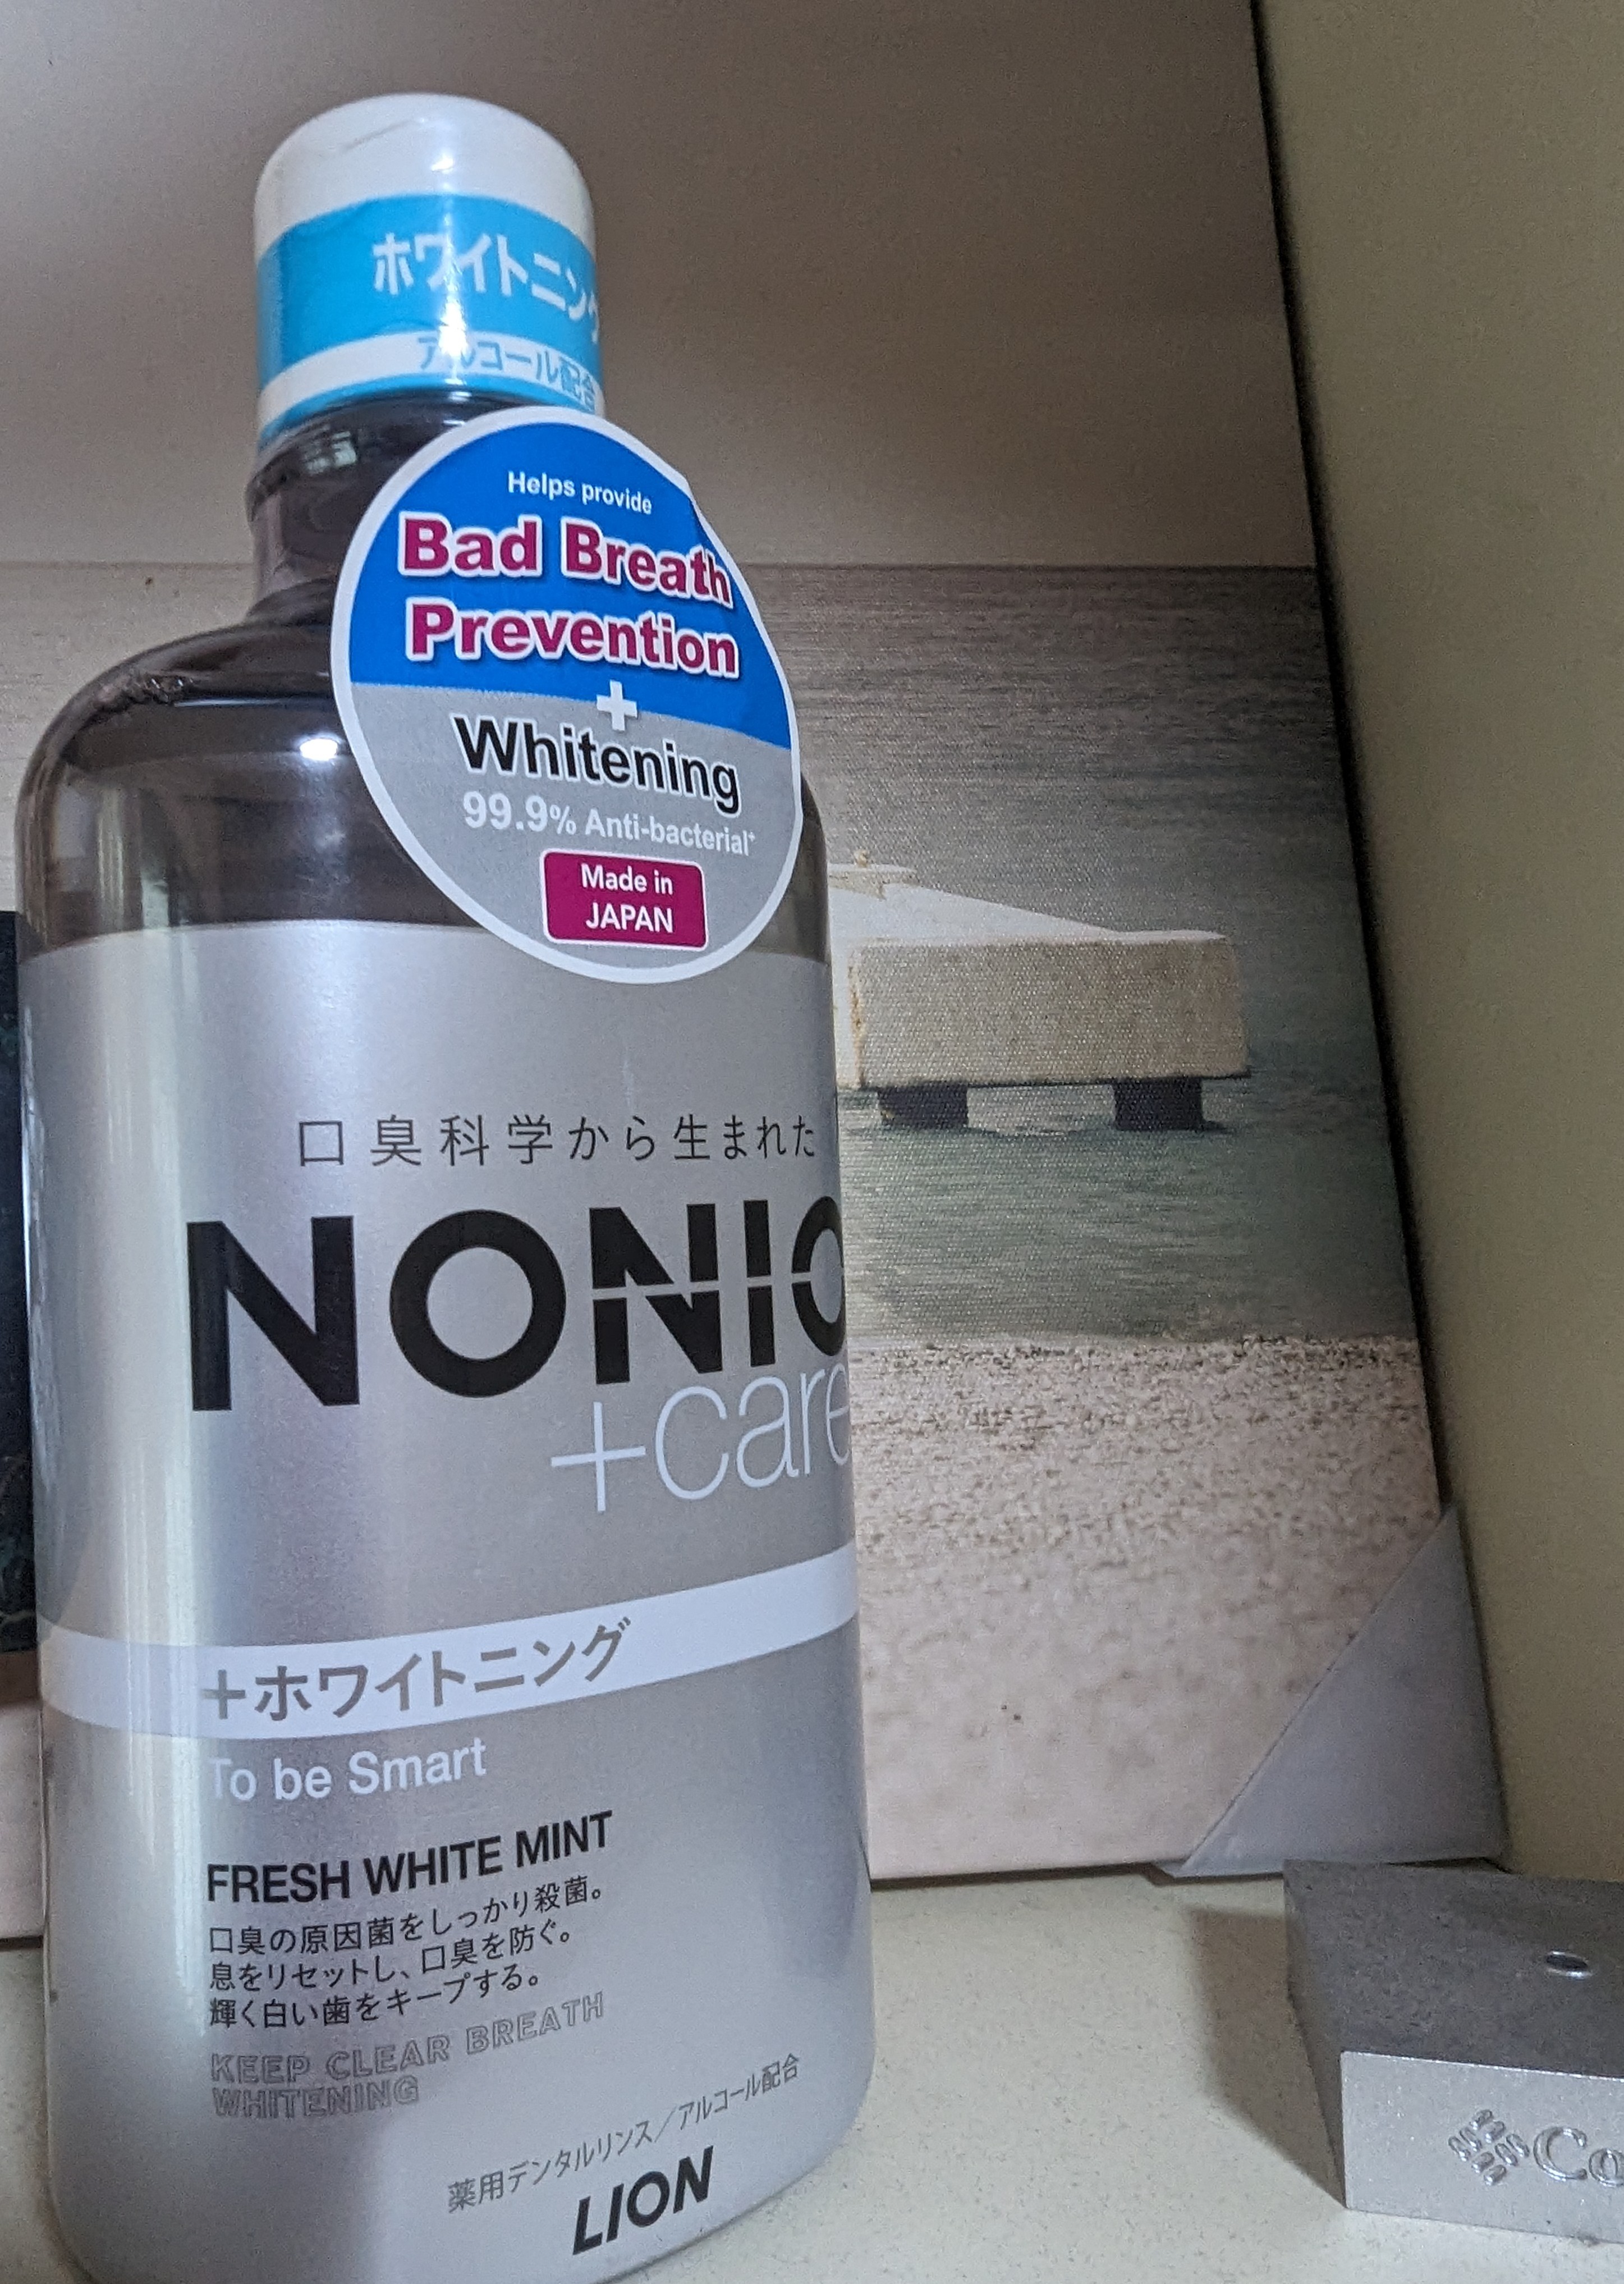 ホワイトニング
アルコール配合
Helps provide
Bad Breath
Prevention
+
Whitening
99.9% Anti-bacterial+
Made in
JAPAN
口臭科学から生まれた
NONIO
+care
+ホワイトニング
To be Smart
FRESH WHITE MINT
口臭の原因菌をしっかり殺菌。
息をリセットし、口臭を防ぐ。
輝く白い歯をキープする。
KEEP CLEAR BREATH
WHITENING
薬用デンタルリンス/アルコール配合
LION